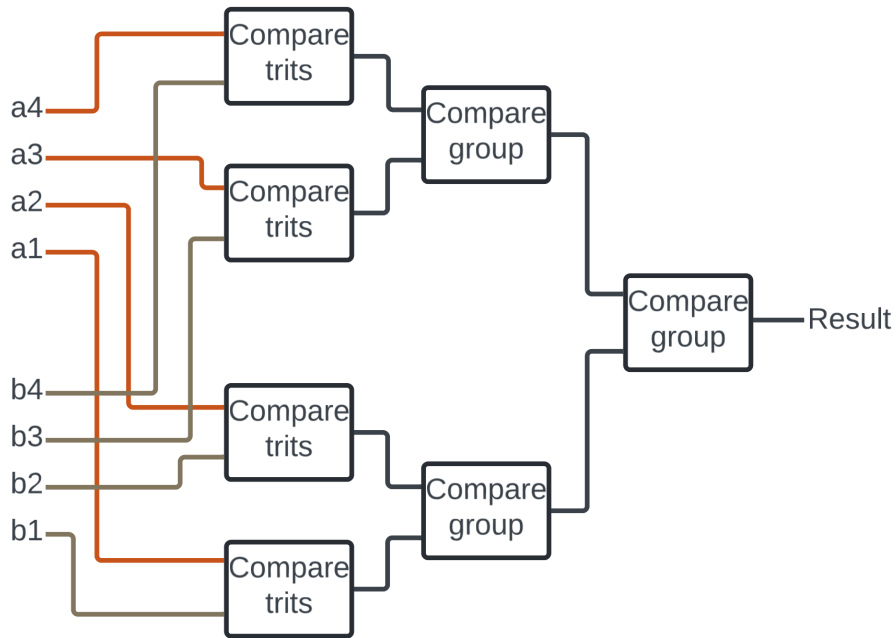 a4
a3
a2
a1
b4
b3
b2
b1
Compare
trits
Compare
trits
Compare
trits
Compare
trits
Compare
group
Compare
group
Compare
group
Result